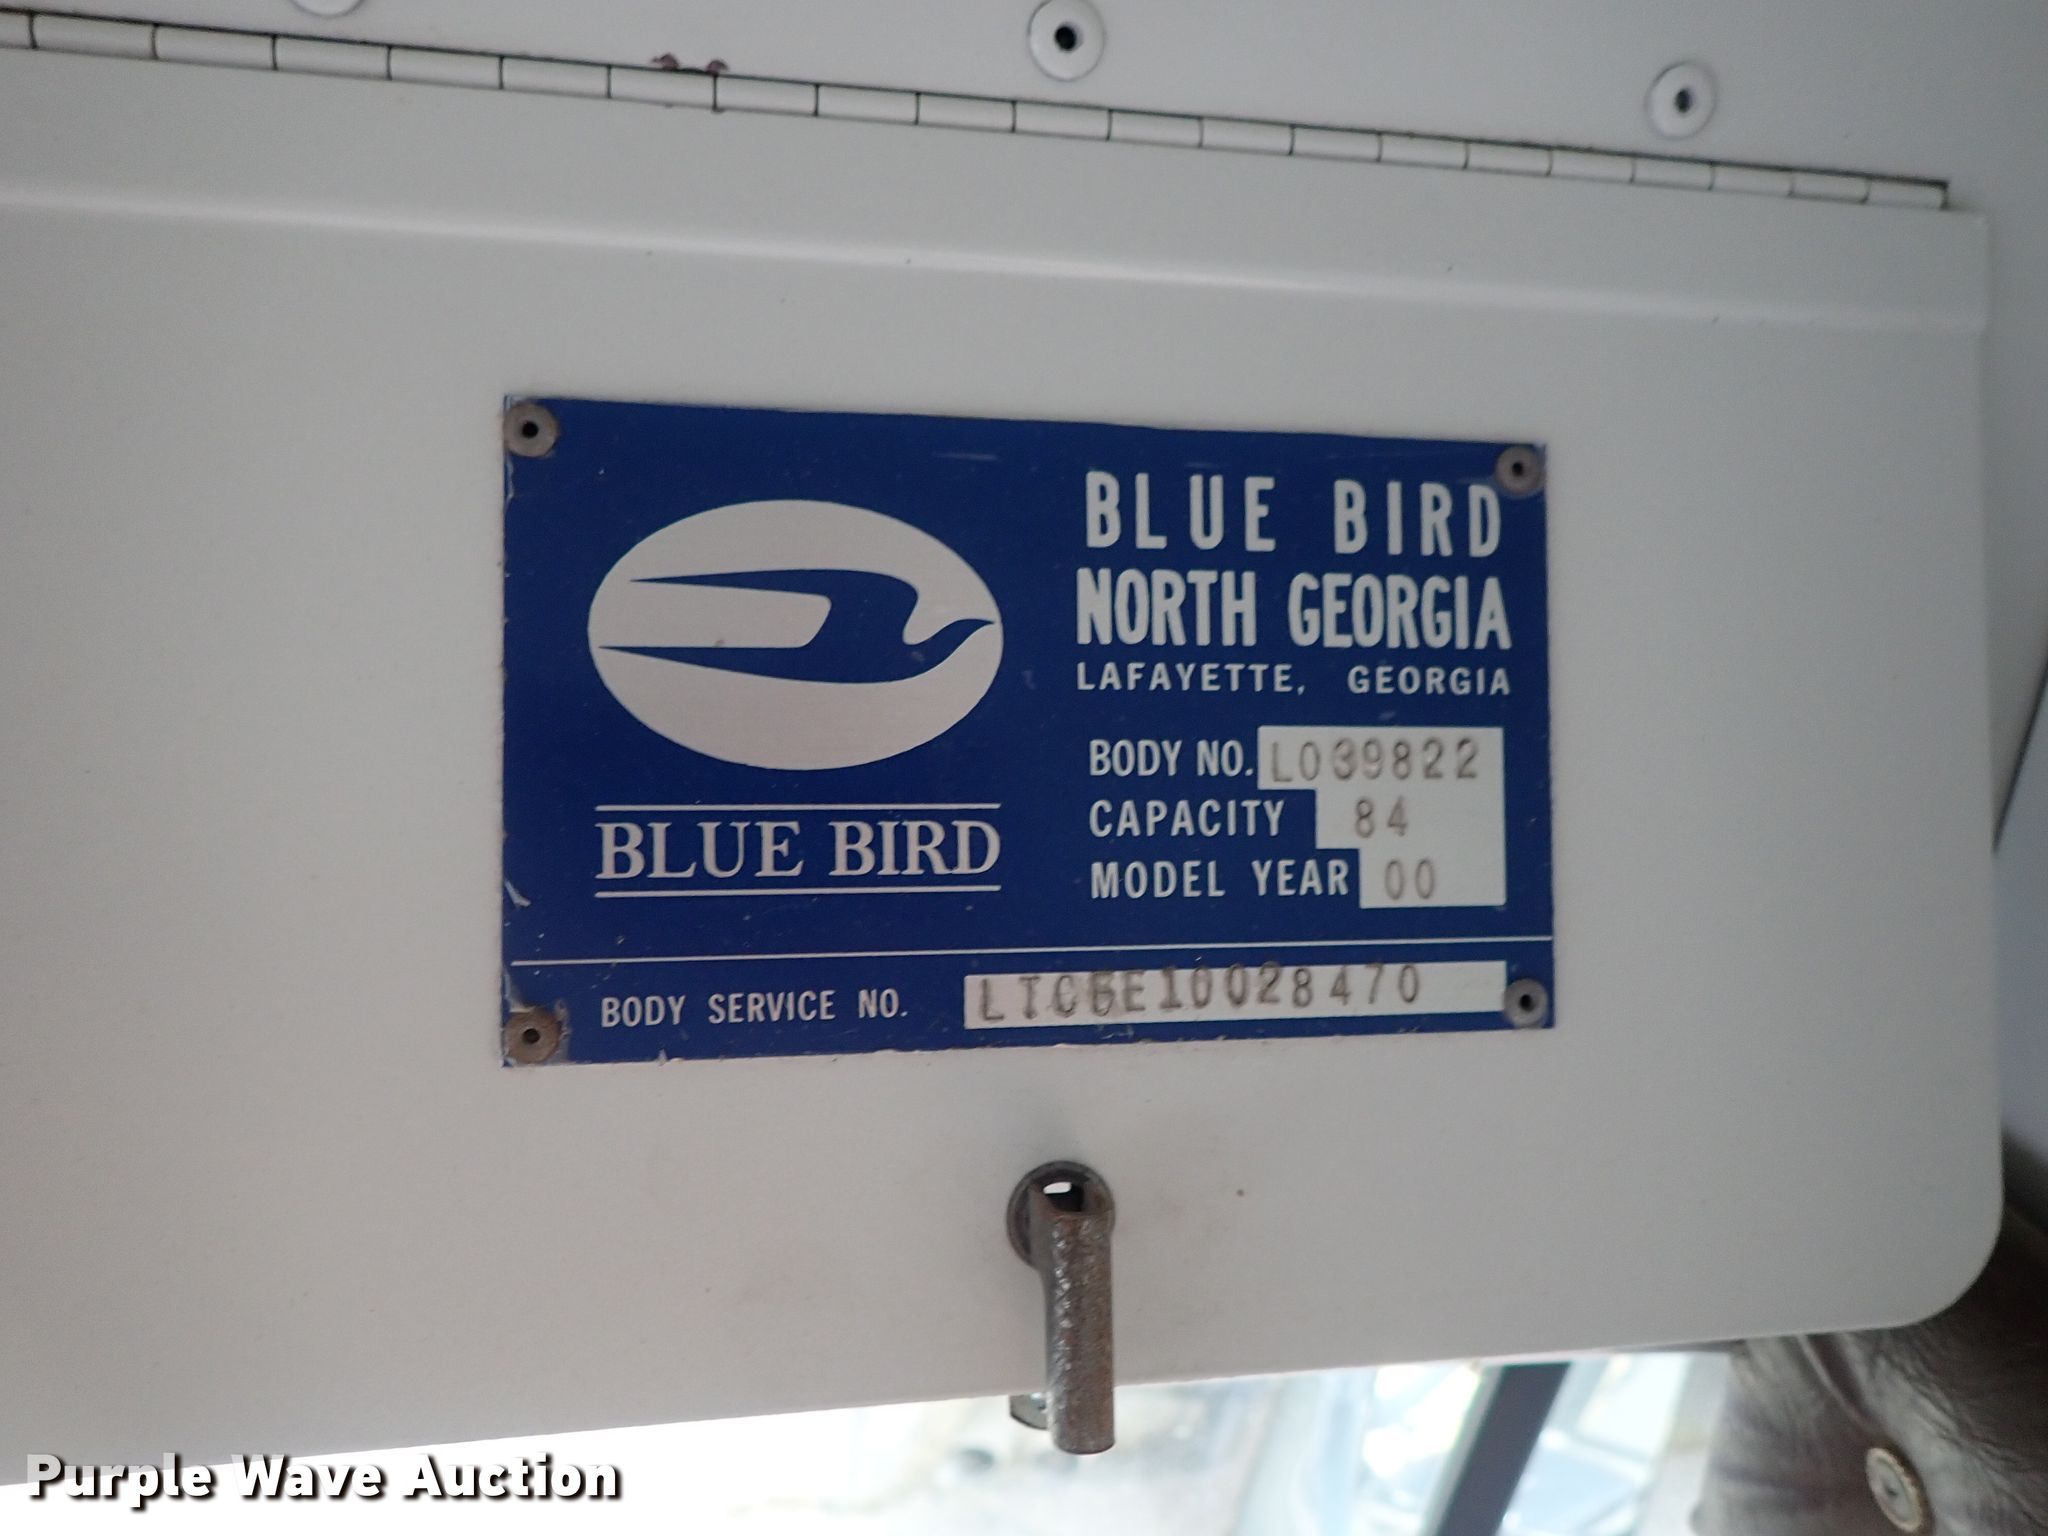 BLUE BIRD
NORTH GEORGIA
LAFAYETTE, GEORGIA
BODY NO. L039822
CAPACITY 84
MODEL YEAR 00
BLUE BIRD
BODY SERVICE NO. LTCBE10028470
Purple Wave Auction